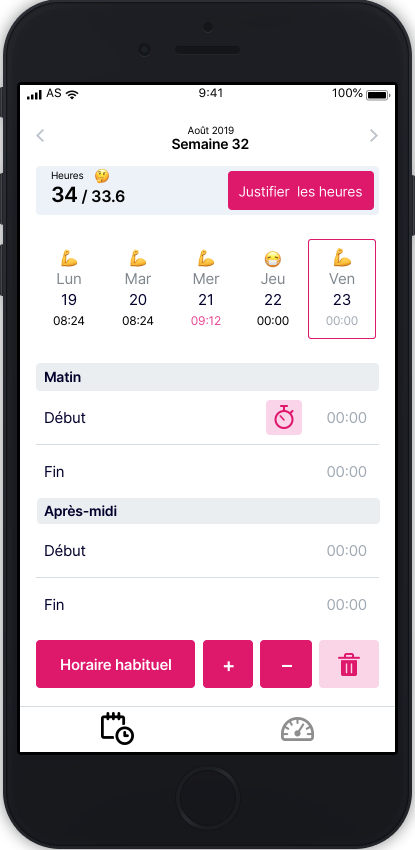 AS 9:41 100%
Août 2019
Semaine 32
Heures
34 / 33.6
Justifier les heures
Lun Mar Mer Jeu Ven
19 20 21 22 23
08:24 08:24 09:12 00:00 00:00
Matin
Début 00:00
Fin 00:00
Après-midi
Début 00:00
Fin 00:00
Horaire habituel + –